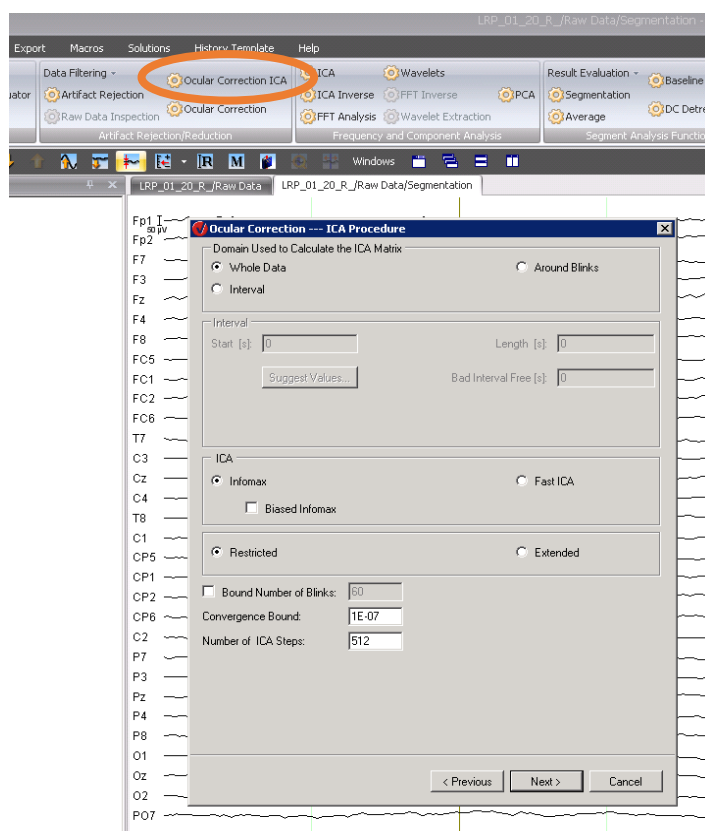 LRP_01_20_R_/Raw Data/Segmentation -
Export Macros Solutions History Template Help
Data Filtering
Artifact Rejection
Raw Data Inspection
Ocular Correction ICA
Ocular Correction
Artifact Rejection/Reduction
ICA Wavelets
ICA Inverse FFT Inverse PCA
FFT Analysis Wavelet Extraction
Frequency and Component Analysis
Result Evaluation
Segmentation
Average
Baseline
DC Detre
Segment Analysis Functio
IR M Windows
LRP_01_20_R_/Raw Data LRP_01_20_R_/Raw Data/Segmentation
Fp1
50 µV
Fp2
F7
F3
Fz
F4
F8
FC5
FC1
FC2
FC6
T7
C3
Cz
C4
T8
C1
CP5
CP1
CP2
CP6
C2
P7
P3
Pz
P4
P8
O1
Oz
O2
PO7
Ocular Correction --- ICA Procedure
Domain Used to Calculate the ICA Matrix
Whole Data Around Blinks
Interval
Interval
Start [s]: 0 Length [s]: 0
Suggest Values... Bad Interval Free [s]: 0
ICA
Infomax Fast ICA
Biased Infomax
Restricted Extended
Bound Number of Blinks: 60
Convergence Bound: 1E-07
Number of ICA Steps: 512
< Previous Next > Cancel